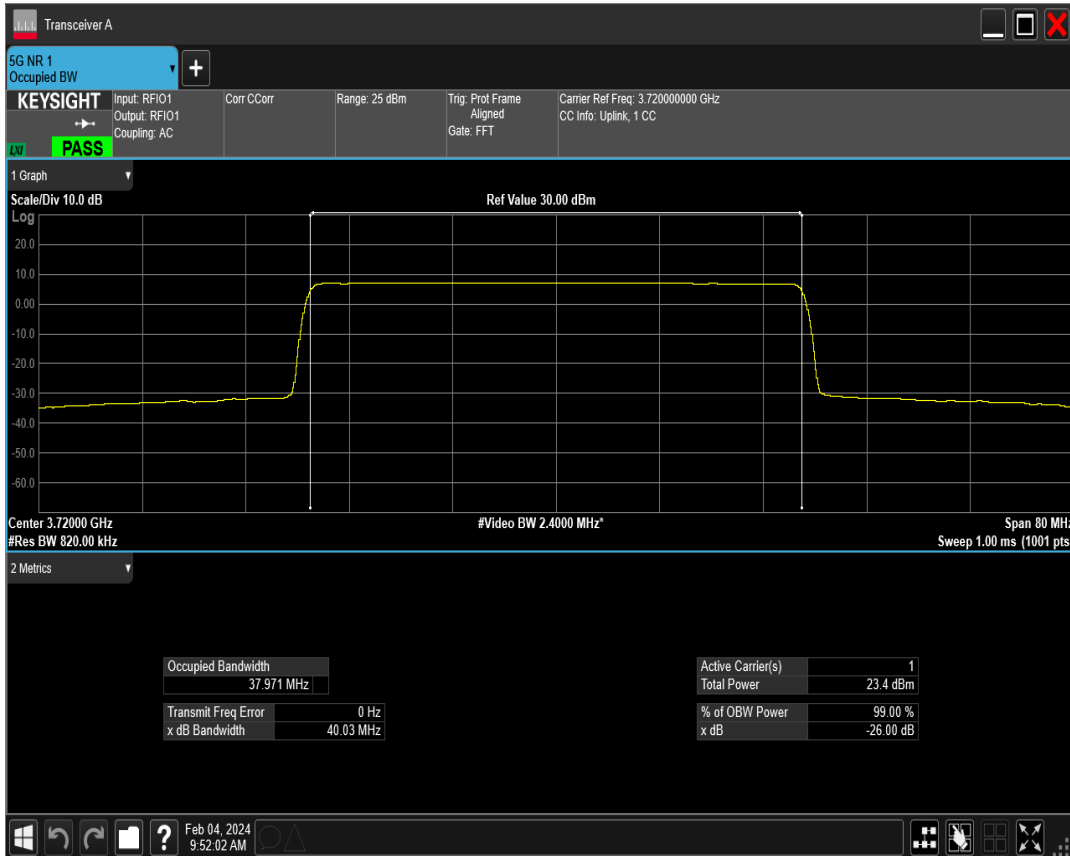 Transceiver A
5G NR 1
Occupied BW
+
KEYSIGHT
LXI
PASS
Input: RFIO1
Output: RFIO1
Coupling: AC
Corr CCorr
Range: 25 dBm
Trig: Prot Frame
Aligned
Gate: FFT
Carrier Ref Freq: 3.720000000 GHz
CC Info: Uplink, 1 CC
1 Graph
Scale/Div 10.0 dB
Ref Value 30.00 dBm
Log
20.0
10.0
0.00
-10.0
-20.0
-30.0
-40.0
-50.0
-60.0
Center 3.72000 GHz
#Video BW 2.4000 MHz*
Span 80 MHz
#Res BW 820.00 kHz
Sweep 1.00 ms (1001 pts
2 Metrics
Occupied Bandwidth
37.971 MHz
Transmit Freq Error 0 Hz
x dB Bandwidth 40.03 MHz
Active Carrier(s) 1
Total Power 23.4 dBm
% of OBW Power 99.00 %
x dB -26.00 dB
?
Feb 04, 2024
9:52:02 AM